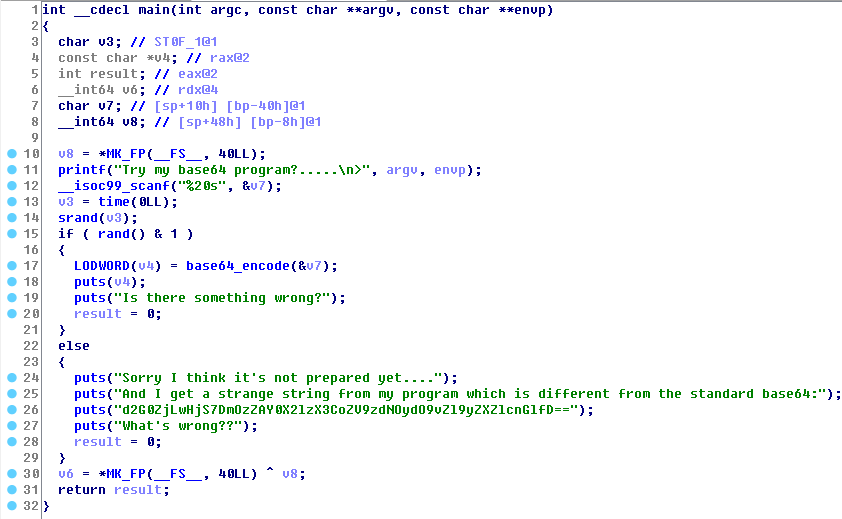 1 int __cdecl main(int argc, const char **argv, const char **envp)
2 {
3 char v3; // ST0F_1@1
4 const char *v4; // rax@2
5 int result; // eax@2
6 __int64 v6; // rdx@4
7 char v7; // [sp+10h] [bp-40h]@1
8 __int64 v8; // [sp+48h] [bp-8h]@1
9
10 v8 = *MK_FP(__FS__, 40LL);
11 printf("Try my base64 program?.....\n>", argv, envp);
12 __isoc99_scanf("%20s", &v7);
13 v3 = time(0LL);
14 srand(v3);
15 if ( rand() & 1 )
16 {
17 LODWORD(v4) = base64_encode(&v7);
18 puts(v4);
19 puts("Is there something wrong?");
20 result = 0;
21 }
22 else
23 {
24 puts("Sorry I think it's not prepared yet....");
25 puts("And I get a strange string from my program which is different from the standard base64:");
26 puts("d2G0ZjLwHjS7DmOzZAY0X2lzX3CoZV9zdNOydO9vZl9yZXZlcnGlfD==");
27 puts("What's wrong??");
28 result = 0;
29 }
30 v6 = *MK_FP(__FS__, 40LL) ^ v8;
31 return result;
32 }